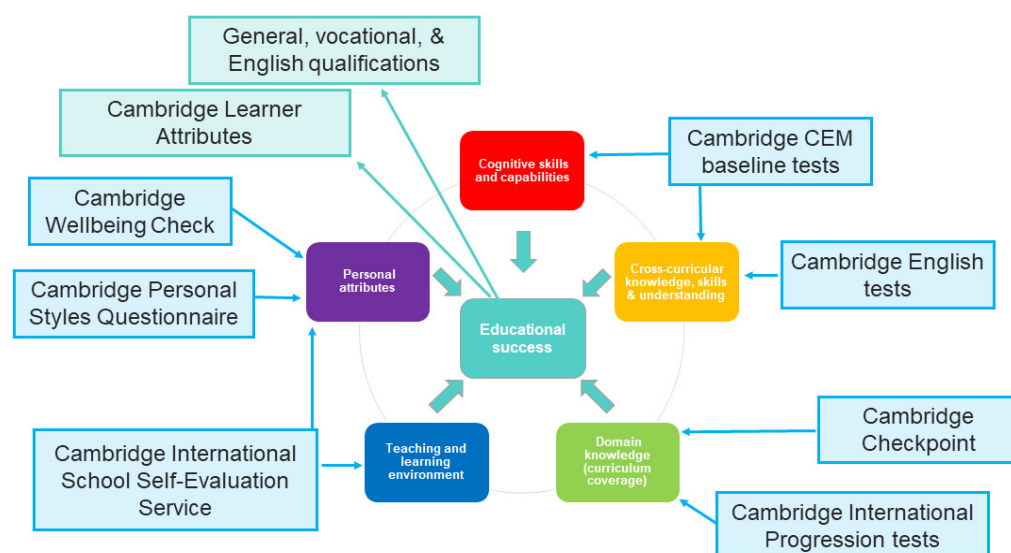 General, vocational, &
English qualifications
Cambridge Learner
Attributes
Cognitive skills
and capabilities
Cambridge CEM
baseline tests
Cambridge
Wellbeing Check
Personal
attributes
Cross-curricular
knowledge, skills
& understanding
Cambridge English
tests
Cambridge Personal
Styles Questionnaire
Educational
success
Cambridge International
School Self-Evaluation
Service
Teaching and
learning
environment
Domain
knowledge
(curriculum
coverage)
Cambridge
Checkpoint
Cambridge International
Progression tests